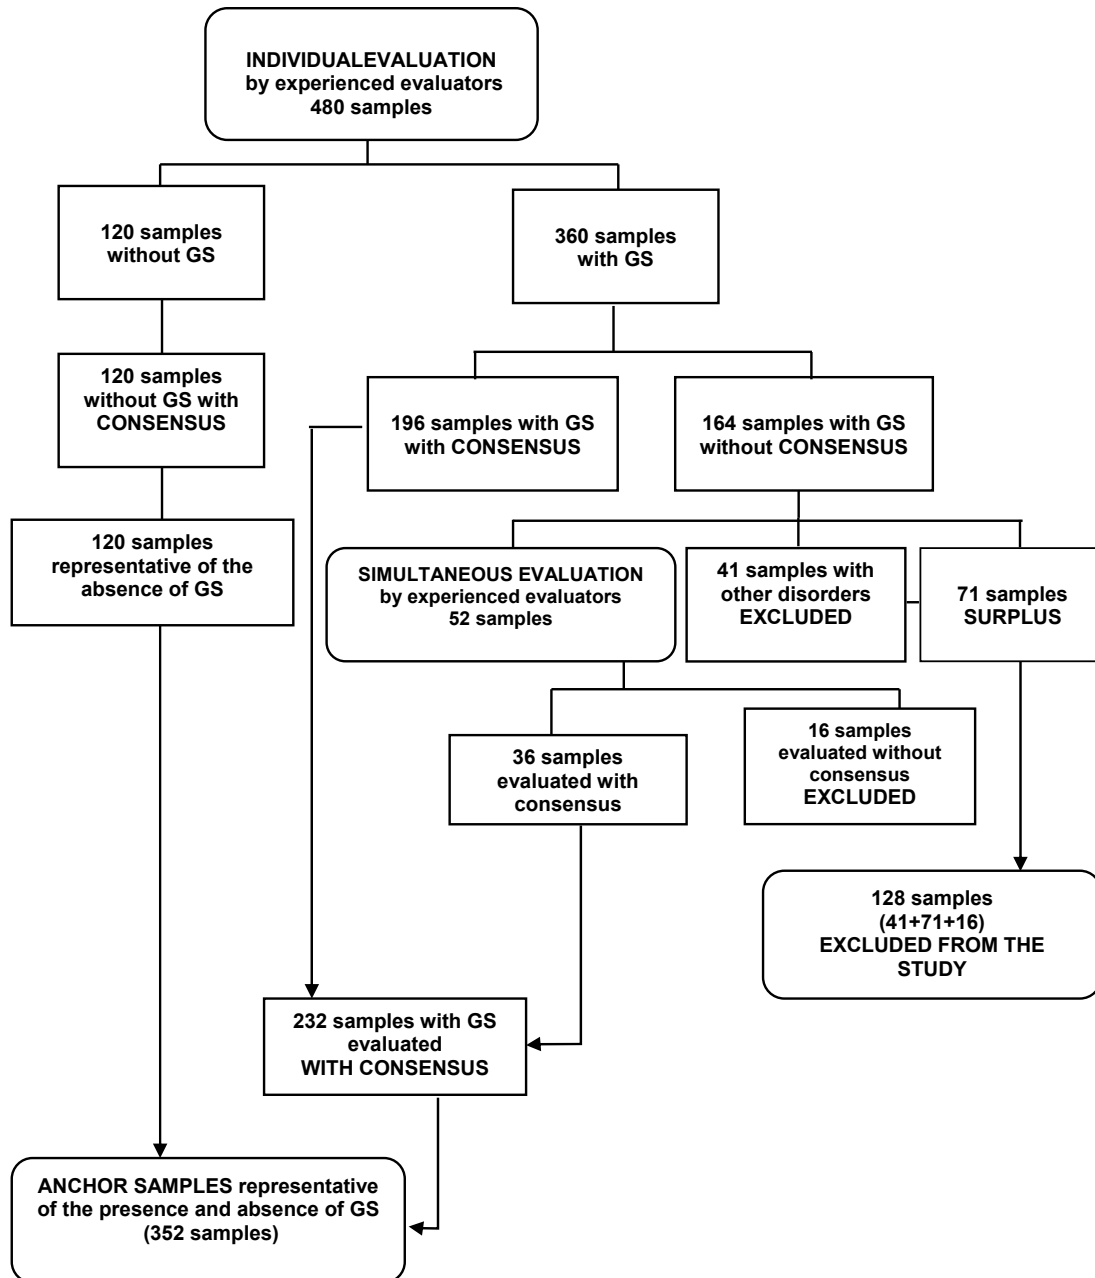 INDIVIDUALEVALUATION
by experienced evaluators
480 samples
120 samples
without GS
360 samples
with GS
120 samples
without GS with
CONSENSUS
196 samples with GS
with CONSENSUS
164 samples with GS
without CONSENSUS
120 samples
representative of the
absence of GS
SIMULTANEOUS EVALUATION
by experienced evaluators
52 samples
41 samples with
other disorders
EXCLUDED
71 samples
SURPLUS
36 samples
evaluated with
consensus
16 samples
evaluated without
consensus
EXCLUDED
128 samples
(41+71+16)
EXCLUDED FROM THE
STUDY
232 samples with GS
evaluated
WITH CONSENSUS
ANCHOR SAMPLES representative
of the presence and absence of GS
(352 samples)